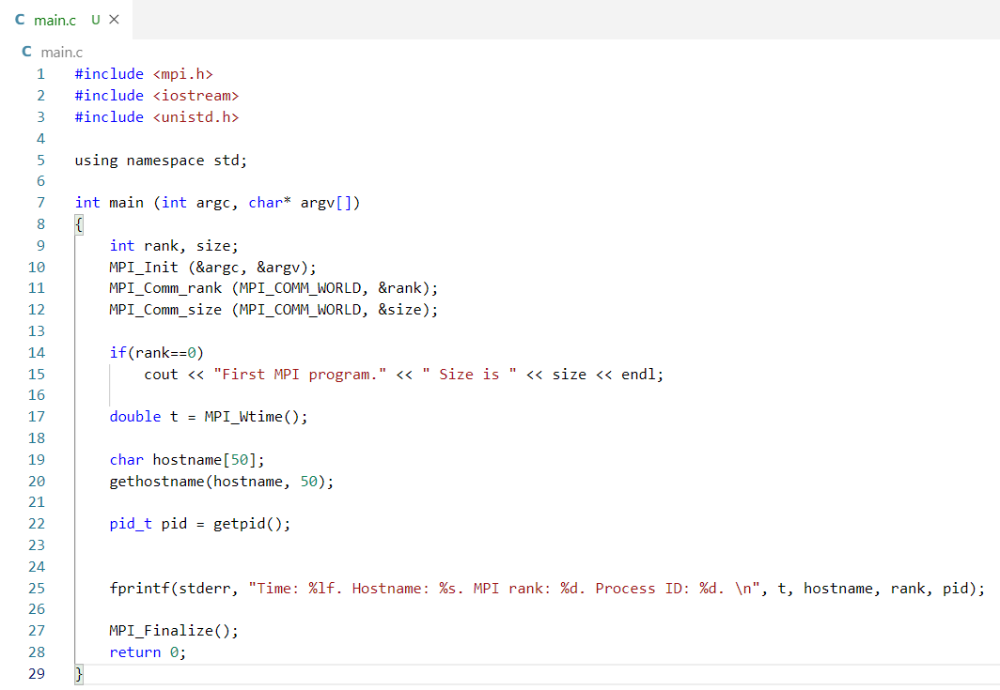 C main.c U ×
C main.c
1 #include <mpi.h>
2 #include <iostream>
3 #include <unistd.h>
4
5 using namespace std;
6
7 int main (int argc, char* argv[])
8 {
9     int rank, size;
10     MPI_Init (&argc, &argv);
11     MPI_Comm_rank (MPI_COMM_WORLD, &rank);
12     MPI_Comm_size (MPI_COMM_WORLD, &size);
13
14     if(rank==0)
15         cout << "First MPI program." << " Size is " << size << endl;
16
17     double t = MPI_Wtime();
18
19     char hostname[50];
20     gethostname(hostname, 50);
21
22     pid_t pid = getpid();
23
24
25     fprintf(stderr, "Time: %lf. Hostname: %s. MPI rank: %d. Process ID: %d. \n", t, hostname, rank, pid);
26
27     MPI_Finalize();
28     return 0;
29 }